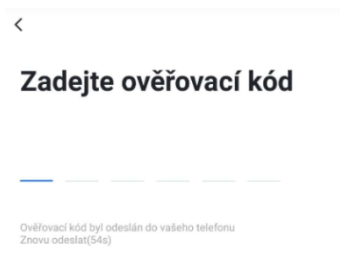 Zadejte ověřovací kód
Ověřovací kód byl odeslán do vašeho telefonu
Znovu odeslat(54s)